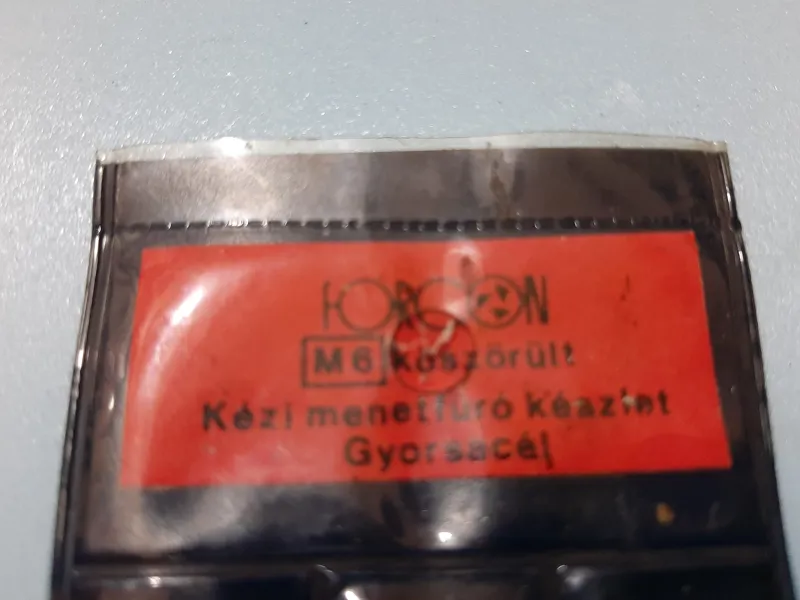 FORGON
M6 köszörült
Kézi menetfúró készlet
Gyorsacél